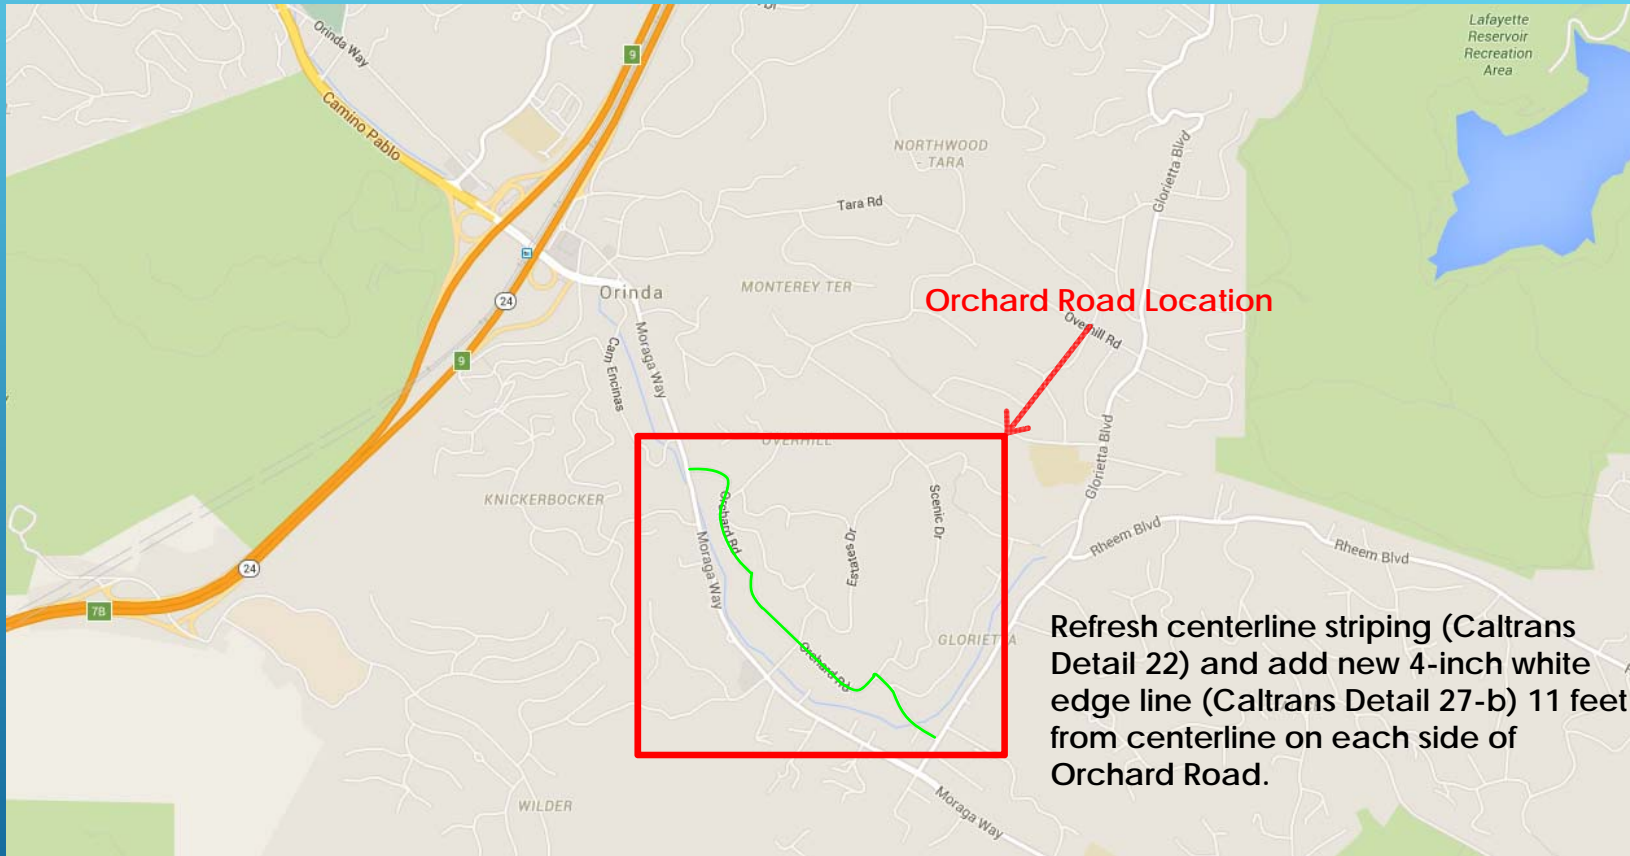 Orinda Way
Lafayette
Reservoir
Recreation
Area
9
Camino Pablo
NORTHWOOD
- TARA
Glorietta Blvd
Tara Rd
MONTEREY TER
Orinda
24
Orchard Road Location
Overhill Rd
Moraga Way
Cam Encinas
9
OVERHILL
Glorietta Blvd
KNICKERBOCKER
Orchard Rd
Scenic Dr
Estates Dr
Moraga Way
Rheem Blvd
Rheem Blvd
24
7B
GLORIETTA
Orchard Rd
Refresh centerline striping (Caltrans
Detail 22) and add new 4-inch white
edge line (Caltrans Detail 27-b) 11 feet
from centerline on each side of
Orchard Road.
WILDER
Moraga Way